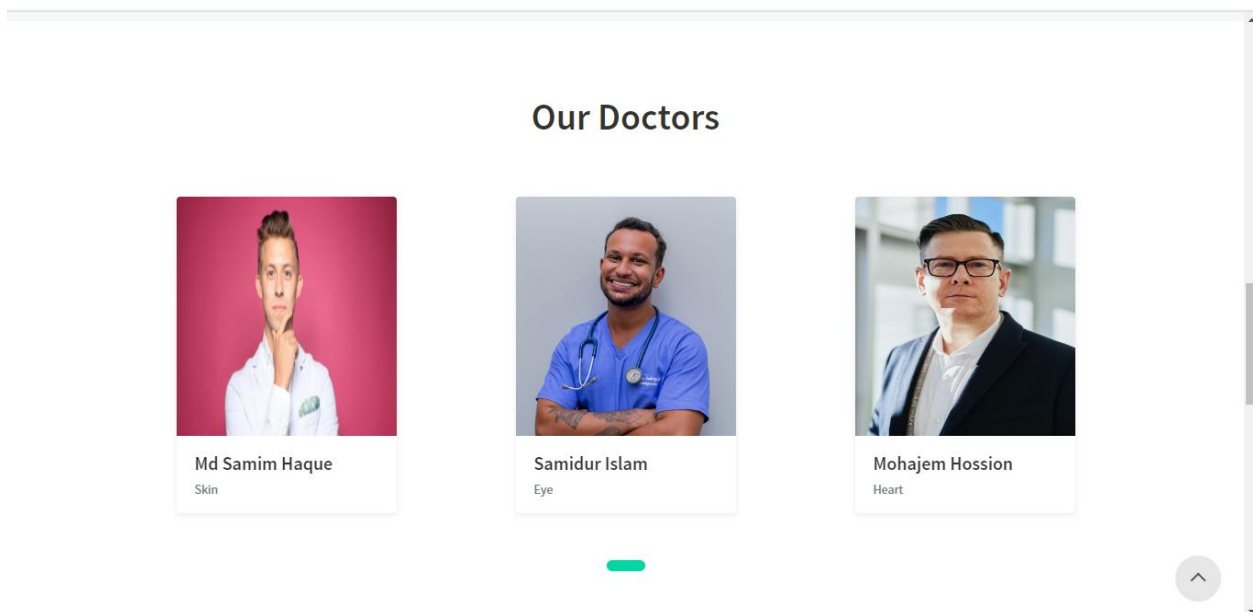 Our Doctors
Md Samim Haque
Skin
Samidur Islam
Eye
Mohajem Hossion
Heart